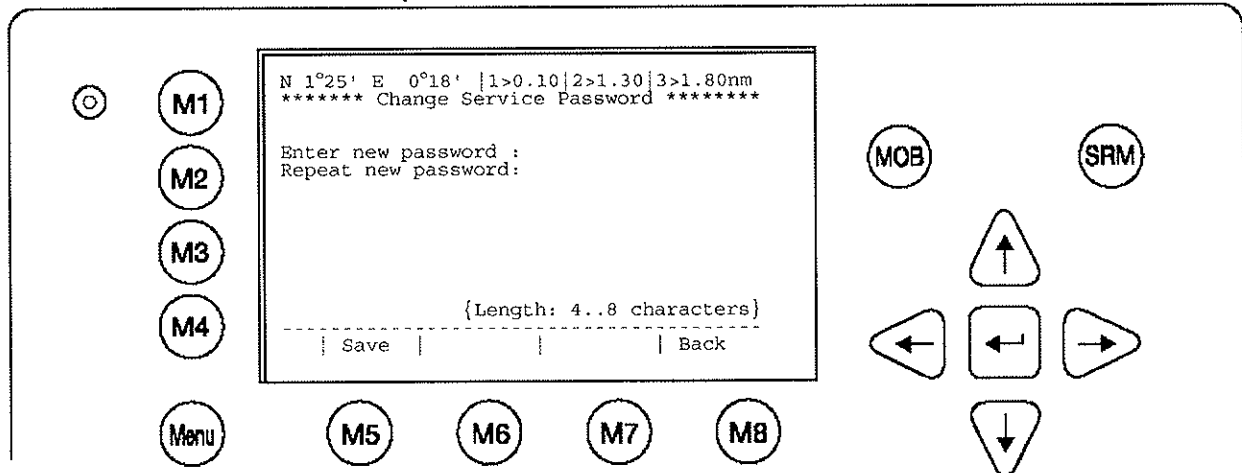 N 1°25' E 0°18' |1>0.10|2>1.30|3>1.80nm
******* Change Service Password ********
Enter new password :
Repeat new password:
{Length: 4..8 characters}
| Save | | | Back
M1
M2
M3
M4
Menu
M5
M6
M7
M8
MOB
SRM